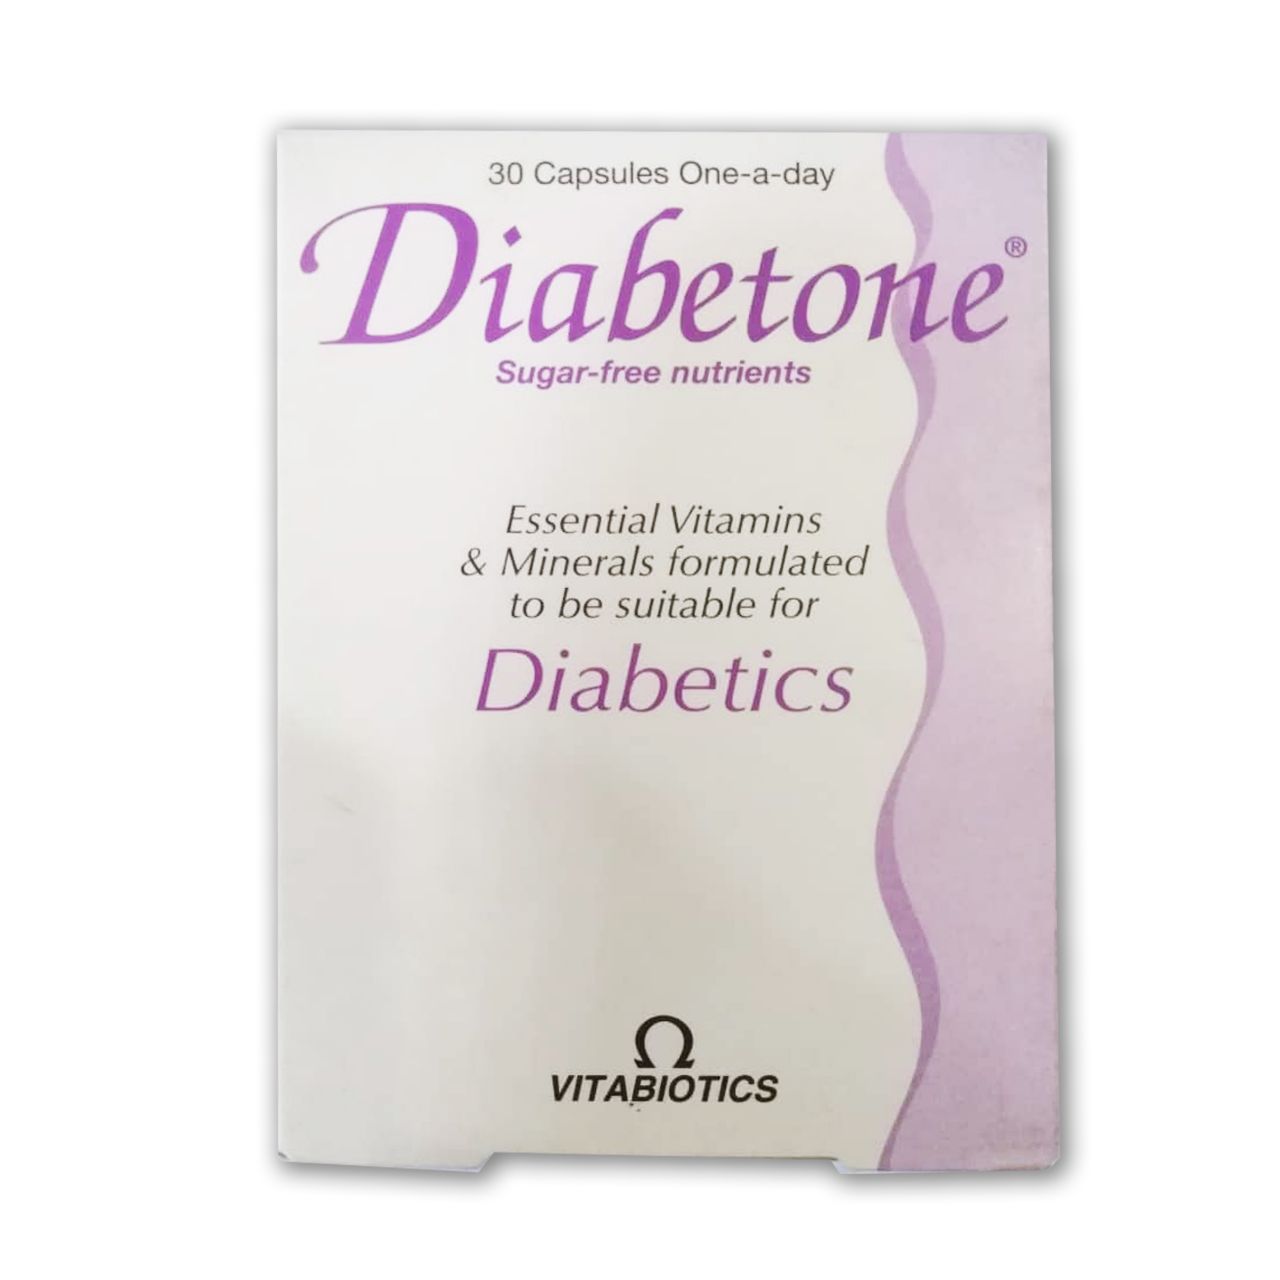 30 Capsules One-a-day
Diabetone®
Sugar-free nutrients
Essential Vitamins
& Minerals formulated
to be suitable for
Diabetics
VITABIOTICS